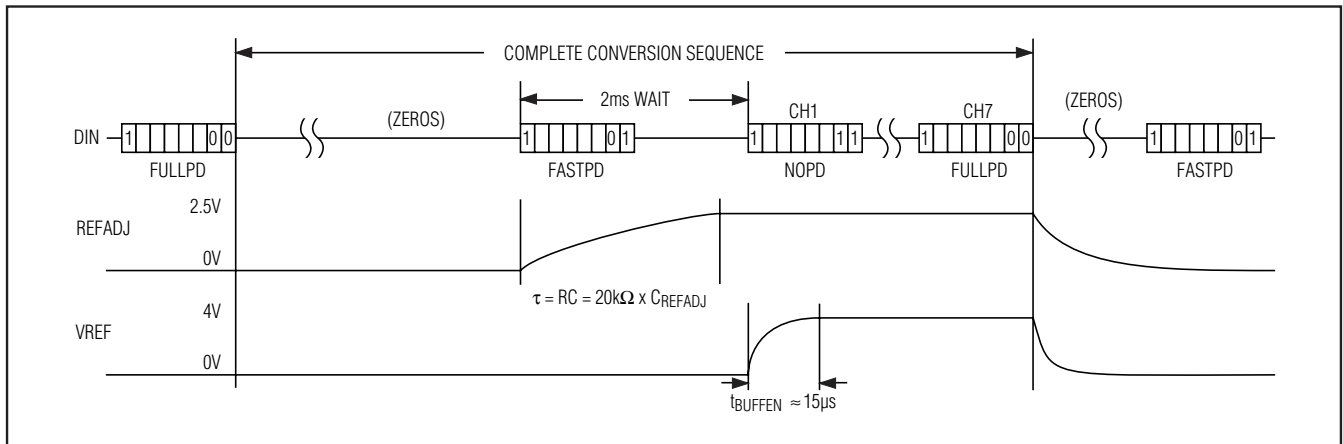 COMPLETE CONVERSION SEQUENCE
2ms WAIT
(ZEROS)
CH1
CH7
(ZEROS)
DIN
1 0 0
1 0 1
1 1 1
1 0 0
1 0 1
FULLPD
FASTPD
NOPD
FULLPD
FASTPD
2.5V
REFADJ
0V
τ = RC = 20kΩ x CREFADJ
4V
VREF
0V
tBUFFEN ≈ 15µs